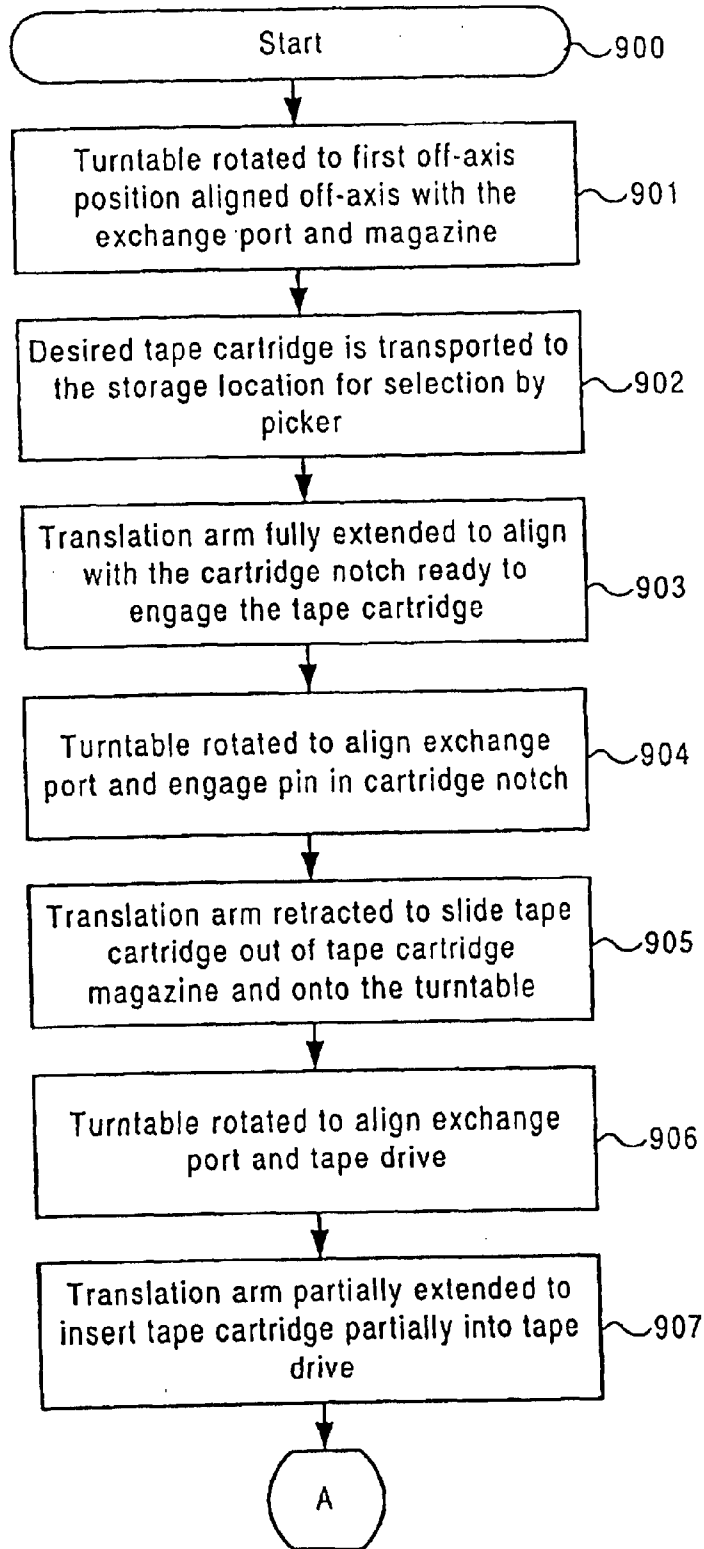 Start
900
Turntable rotated to first off-axis
position aligned off-axis with the
exchange port and magazine
901
Desired tape cartridge is transported to
the storage location for selection by
picker
902
Translation arm fully extended to align
with the cartridge notch ready to
engage the tape cartridge
903
Turntable rotated to align exchange
port and engage pin in cartridge notch
904
Translation arm retracted to slide tape
cartridge out of tape cartridge
magazine and onto the turntable
905
Turntable rotated to align exchange
port and tape drive
906
Translation arm partially extended to
insert tape cartridge partially into tape
drive
907
A